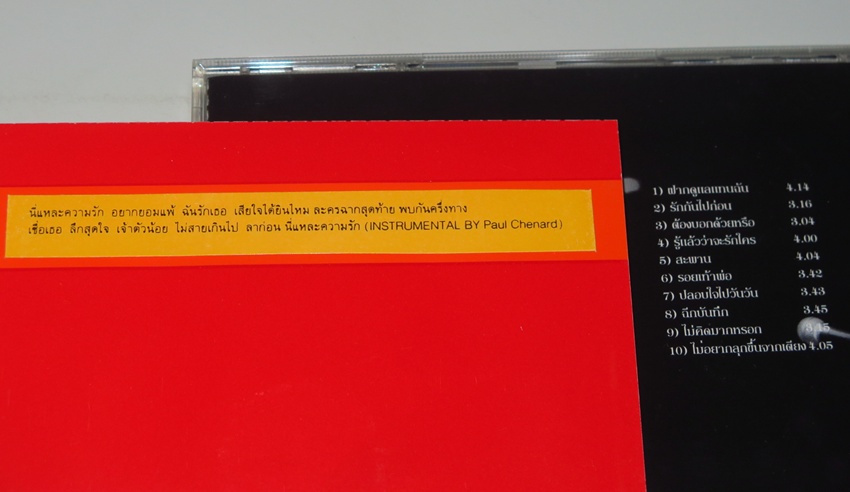 นี่แหละความรัก อยากยอมแพ้ ฉันรักเธอ เสียใจได้ยินไหม ละครฉากสุดท้าย พบกันครึ่งทาง
เชื่อเธอ ลึกสุดใจ เจ้าตัวน้อย ไม่สายเกินไป ลาก่อน นี่แหละความรัก (INSTRUMENTAL BY Paul Chenard)
1) ฝากดูแลแทนฉัน 4.14
2) รักกันไปก่อน 3.16
3) ต้องบอกด้วยหรือ 3.04
4) รู้แล้วว่าจะรักใคร 4.00
5) สะพาน 4.04
6) รอยเท้าพ่อ 3.42
7) ปลอบใจไปวันวัน 3.43
8) ฉีกบันทึก 3.45
9) ไม่คิดมากหรอก 3.45
10) ไม่อยากลุกขึ้นจากเตียง 4.05